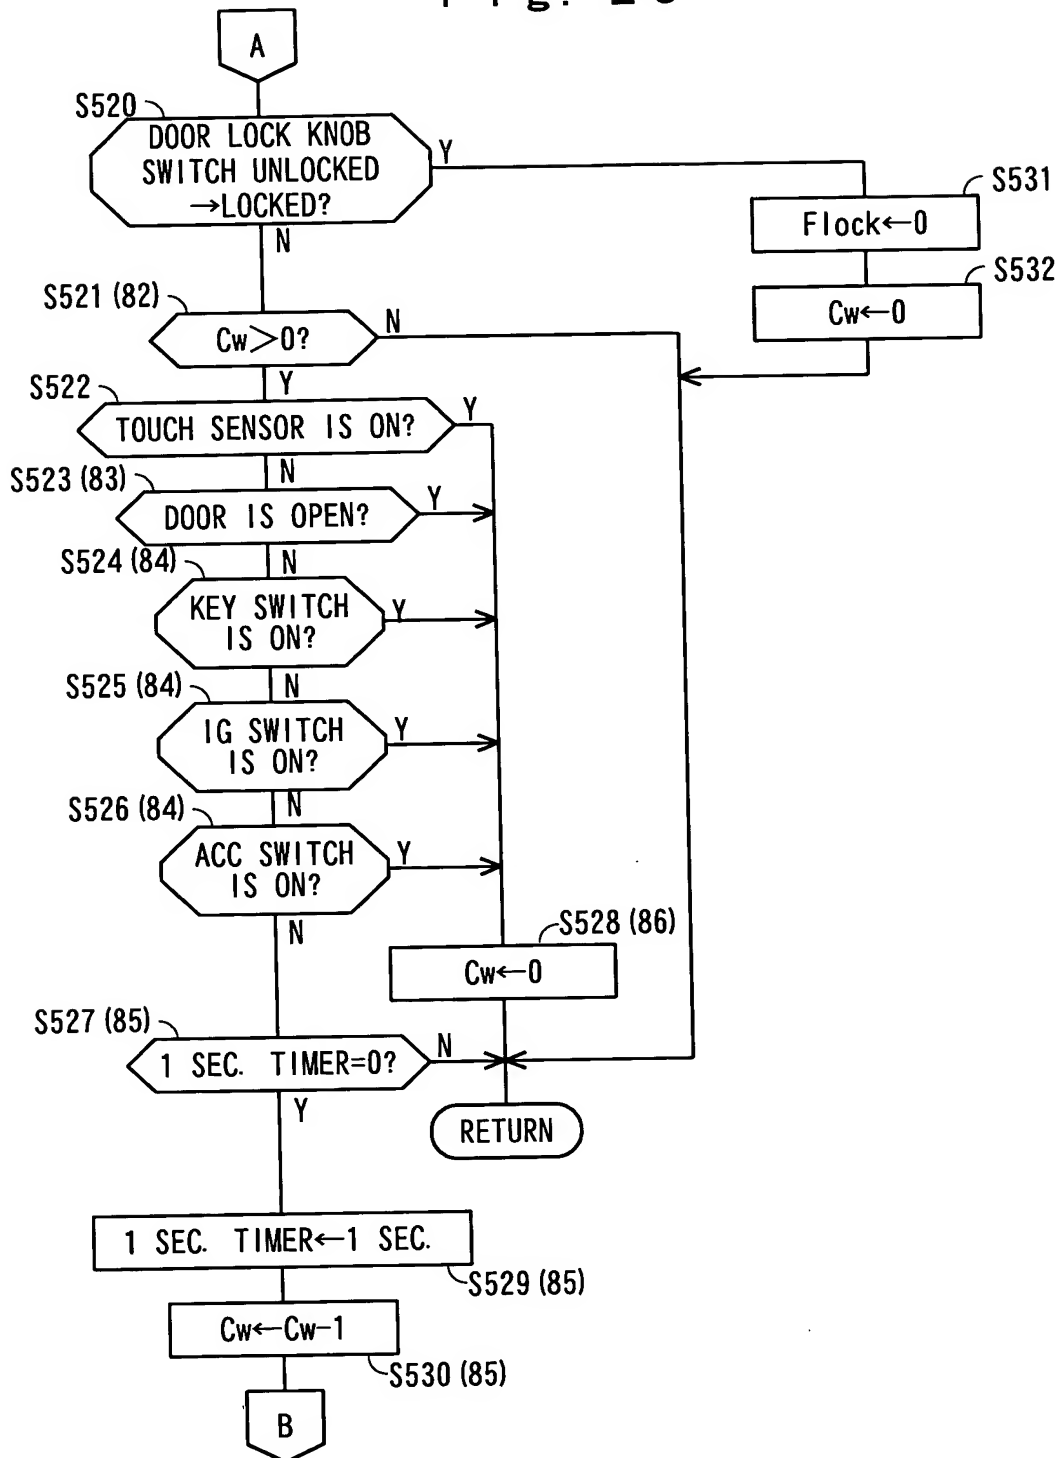 A
S520
DOOR LOCK KNOB
SWITCH UNLOCKED
→LOCKED?
Y
N
S531
Flock←0
S532
Cw←0
S521 (82)
Cw>0?
N
Y
S522
TOUCH SENSOR IS ON?
Y
N
S523 (83)
DOOR IS OPEN?
Y
N
S524 (84)
KEY SWITCH
IS ON?
Y
N
S525 (84)
IG SWITCH
IS ON?
Y
N
S526 (84)
ACC SWITCH
IS ON?
Y
N
S528 (86)
Cw←0
S527 (85)
1 SEC. TIMER=0?
N
Y
RETURN
1 SEC. TIMER←1 SEC.
S529 (85)
Cw←Cw-1
S530 (85)
B